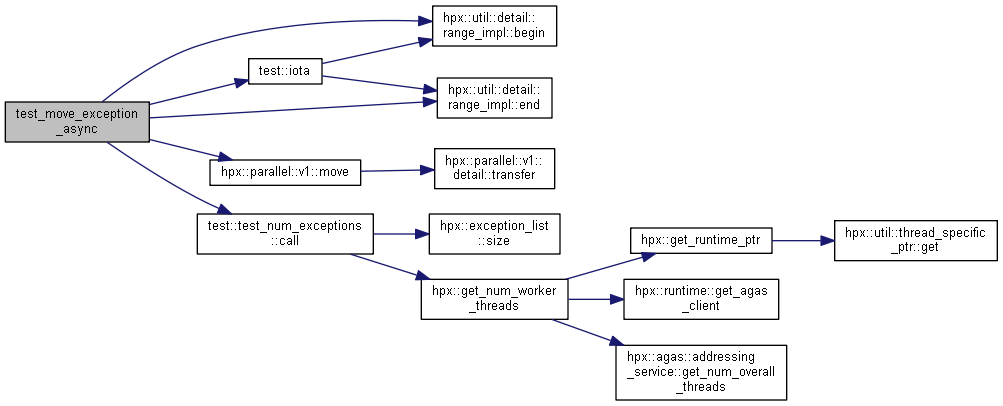 test_move_exception
_async
hpx::util::detail::
range_impl::begin
test::iota
hpx::util::detail::
range_impl::end
hpx::parallel::v1::move
hpx::parallel::v1::
detail::transfer
test::test_num_exceptions
::call
hpx::exception_list
::size
hpx::get_num_worker
_threads
hpx::get_runtime_ptr
hpx::util::thread_specific
_ptr::get
hpx::runtime::get_agas
_client
hpx::agas::addressing
_service::get_num_overall
_threads